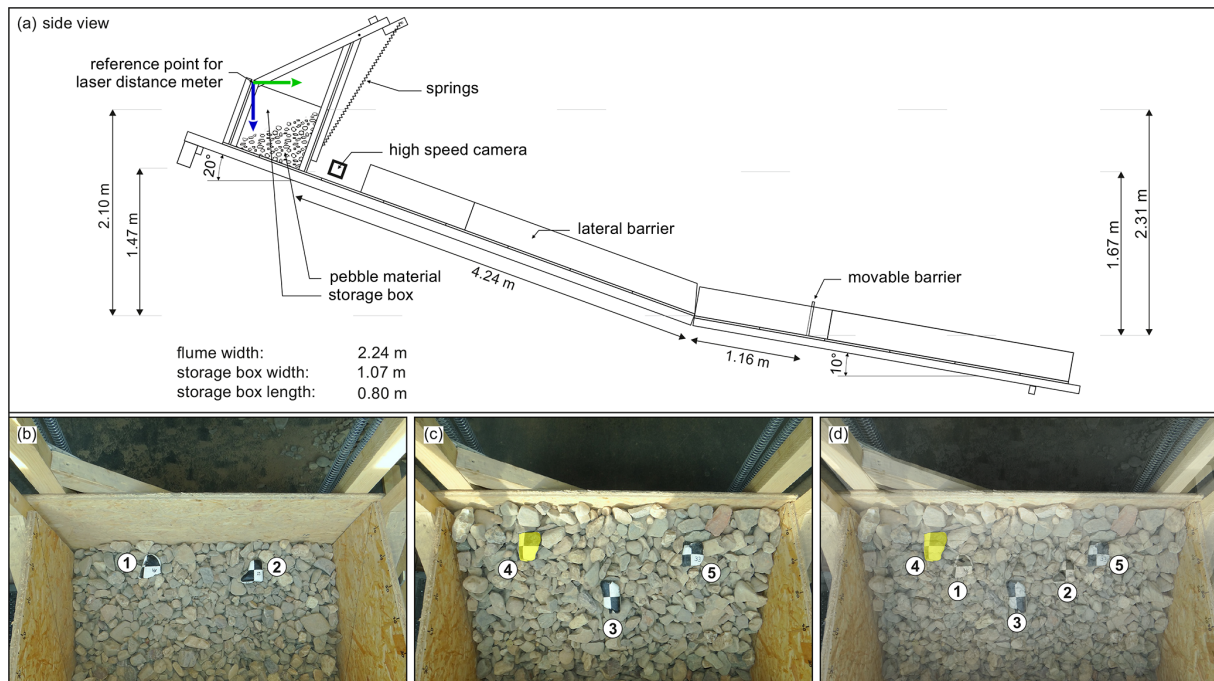 (a) side view
reference point for
laser distance meter
springs
high speed camera
20°
2.10 m
1.47 m
lateral barrier
4.24 m
pebble material
storage box
movable barrier
1.16 m
10°
1.67 m
2.31 m
flume width: 2.24 m
storage box width: 1.07 m
storage box length: 0.80 m
(b)
1
2
(c)
4
5
3
(d)
4
5
1
2
3